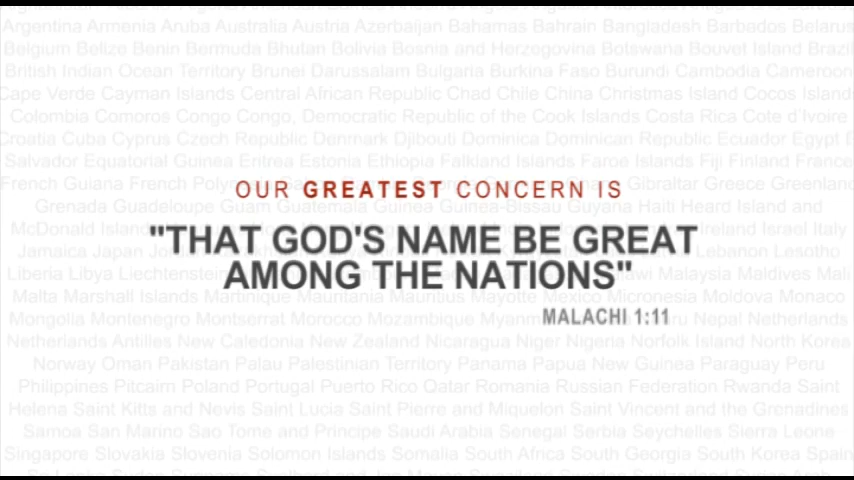 Argentina Armenia Aruba Australia Austria Azerbaijan Bahamas Bahrain Bangladesh Barbados Belarus
Belgium Belize Benin Bermuda Bhutan Bolivia Bosnia and Herzegovina Botswana Bouvet Island Brazil
British Indian Ocean Territory Brunei Darussalam Bulgaria Burkina Faso Burundi Cambodia Cameroon
Cape Verde Cayman Islands Central African Republic Chad Chile China Christmas Island Cocos Island
Colombia Comoros Congo Congo, Democratic Republic of the Cook Islands Costa Rica Cote d'Ivoire
Croatia Cuba Cyprus Czech Republic Denmark Djibouti Dominica Dominican Republic Ecuador Egypt E
Salvador Equatorial Guinea Eritrea Estonia Ethiopia Falkland Islands Faroe Islands Fiji Finland France
French Guiana French Gibraltar Greece Greenland
OUR GREATEST CONCERN IS
Grenada Guadeloupe Guam Guatemala Guinea Guinea-Bissau Guyana Haiti Heard Island and
McDonald Ireland Israel Italy
"THAT GOD'S NAME BE GREAT
Jamaica Japan Lebanon Lesotho
Liberia Libya Liechtenstein Malaysia Maldives Mali
AMONG THE NATIONS"
Malta Marshall Islands Martinique Mauritania Mauritius Mayotte Mexico Micronesia Moldova Monaco
Mongolia Montenegro Montserrat Morocco Mozambique Nepal Netherlands
MALACHI 1:11
Netherlands Antilles New Caledonia New Zealand Nicaragua Niger Nigeria Norfolk Island North Korea
Norway Oman Pakistan Palau Palestinian Territory Panama Papua New Guinea Paraguay Peru
Philippines Pitcairn Poland Portugal Puerto Rico Qatar Romania Russian Federation Rwanda Saint
Helena Saint Kitts and Nevis Saint Lucia Saint Pierre and Miquelon Saint Vincent and the Grenadines
Samoa San Marino Sao Tome and Principe Saudi Arabia Senegal Serbia Seychelles Sierra Leone
Singapore Slovakia Slovenia Solomon Islands Somalia South Africa South Georgia South Korea Spain